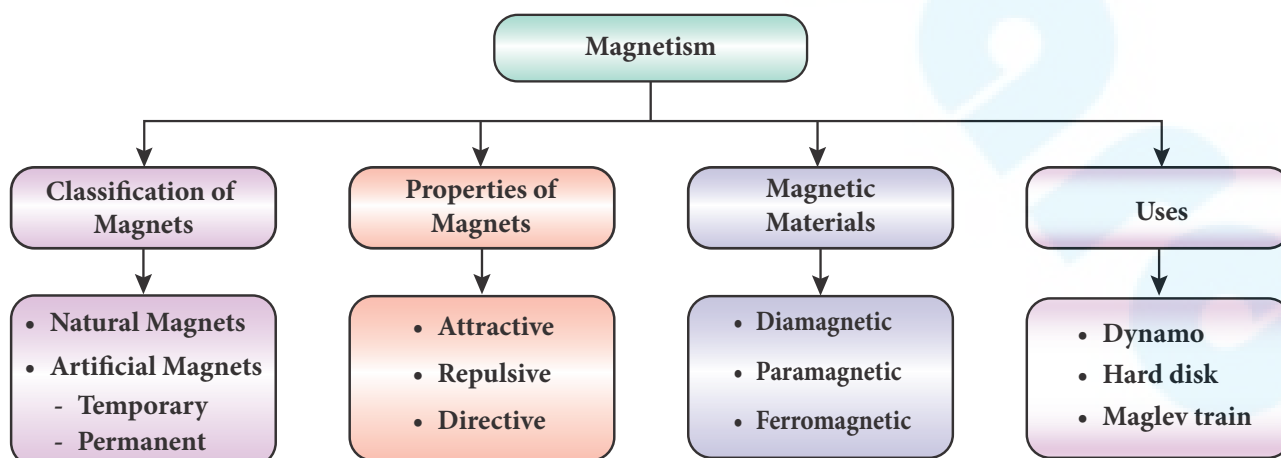 Magnetism
Classification of
Magnets
Properties of
Magnets
Magnetic
Materials
Uses
• Natural Magnets
• Artificial Magnets
- Temporary
- Permanent
• Attractive
• Repulsive
• Directive
• Diamagnetic
• Paramagnetic
• Ferromagnetic
• Dynamo
• Hard disk
• Maglev train